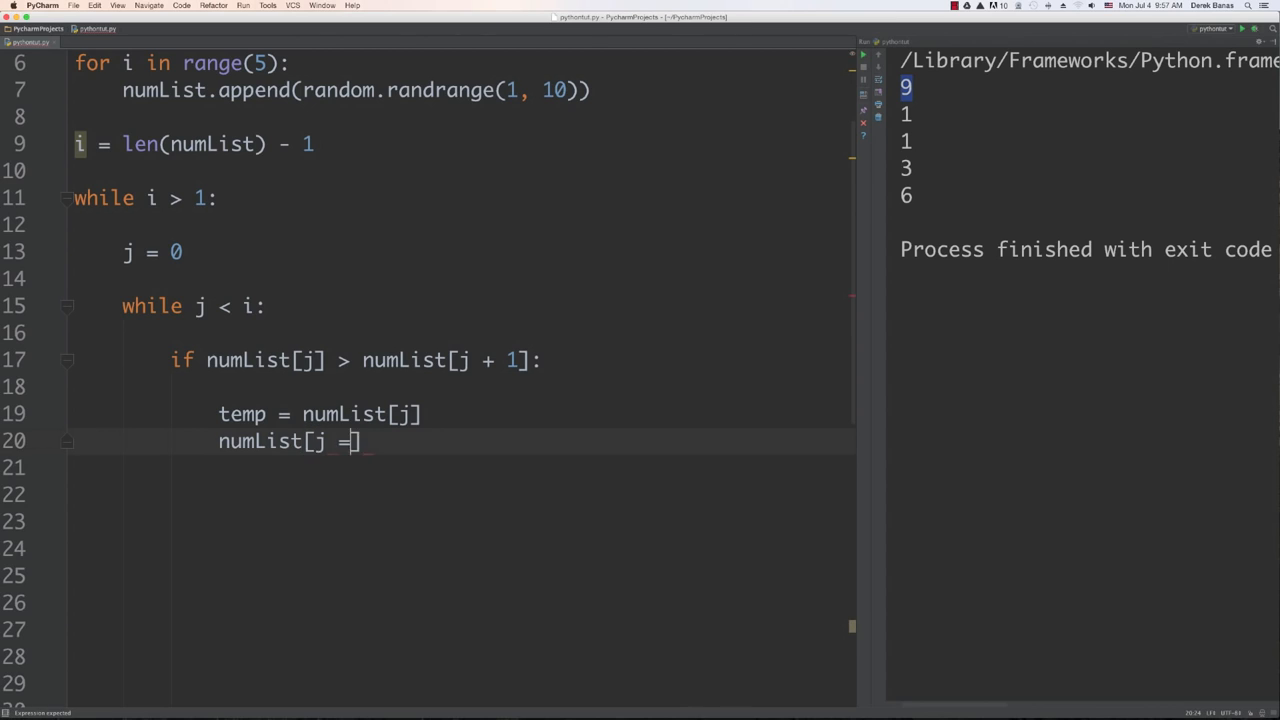 PyCharm File Edit View Navigate Code Refactor Run Tools VCS Window Help
10 Mon Jul 4 9:57 AM Derek Banas
pythontut.py - PycharmProjects - [~/PycharmProjects]
PycharmProjects pythontut.py
pythontut
pythontut.py
Run: pythontut
6 for i in range(5):
7 numList.append(random.randrange(1, 10))
8
9 i = len(numList) - 1
10
11 while i > 1:
12
13 j = 0
14
15 while j < i:
16
17 if numList[j] > numList[j + 1]:
18
19 temp = numList[j]
20 numList[j =]
21
22
23
24
25
26
27
28
29
/Library/Frameworks/Python.frame
9
1
1
3
6
Process finished with exit code
Expression expected
20:24 LF÷ UTF-8÷